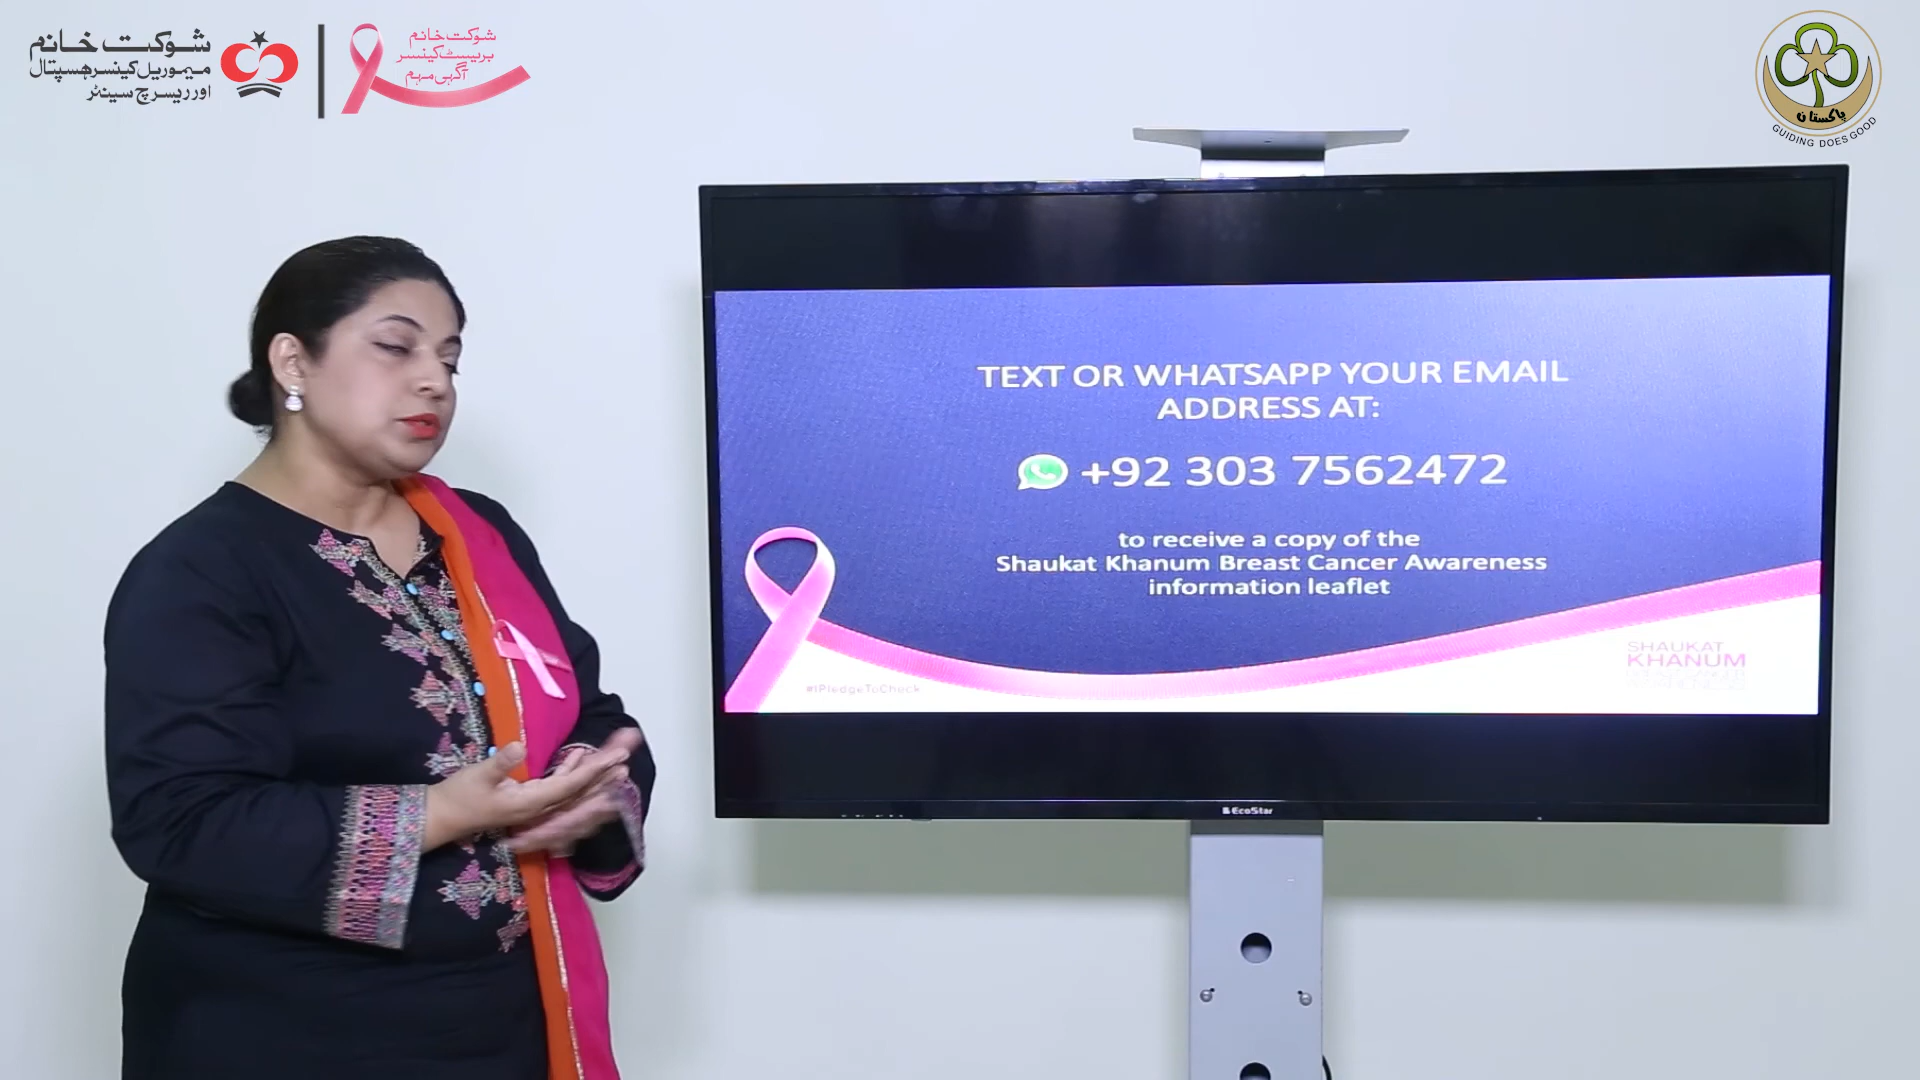 شوکت خانم
میموریل کینسر ہسپتال
اور ریسرچ سینٹر
شوکت خانم
بریسٹ کینسر
آگہی مہم
پاکستان
GUIDING DOES GOOD
TEXT OR WHATSAPP YOUR EMAIL
ADDRESS AT:
+92 303 7562472
to receive a copy of the
Shaukat Khanum Breast Cancer Awareness
information leaflet
#IPledgeToCheck
SHAUKAT
KHANUM
EcoStar